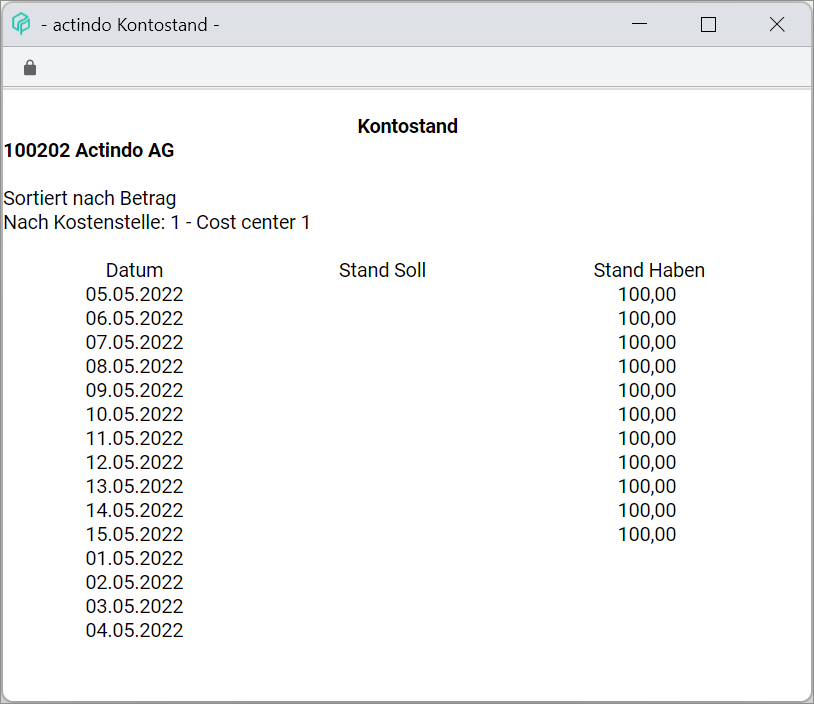 - actindo Kontostand -
Kontostand
100202 Actindo AG
Sortiert nach Betrag
Nach Kostenstelle: 1 - Cost center 1
Datum Stand Soll Stand Haben
05.05.2022 100,00
06.05.2022 100,00
07.05.2022 100,00
08.05.2022 100,00
09.05.2022 100,00
10.05.2022 100,00
11.05.2022 100,00
12.05.2022 100,00
13.05.2022 100,00
14.05.2022 100,00
15.05.2022 100,00
01.05.2022
02.05.2022
03.05.2022
04.05.2022